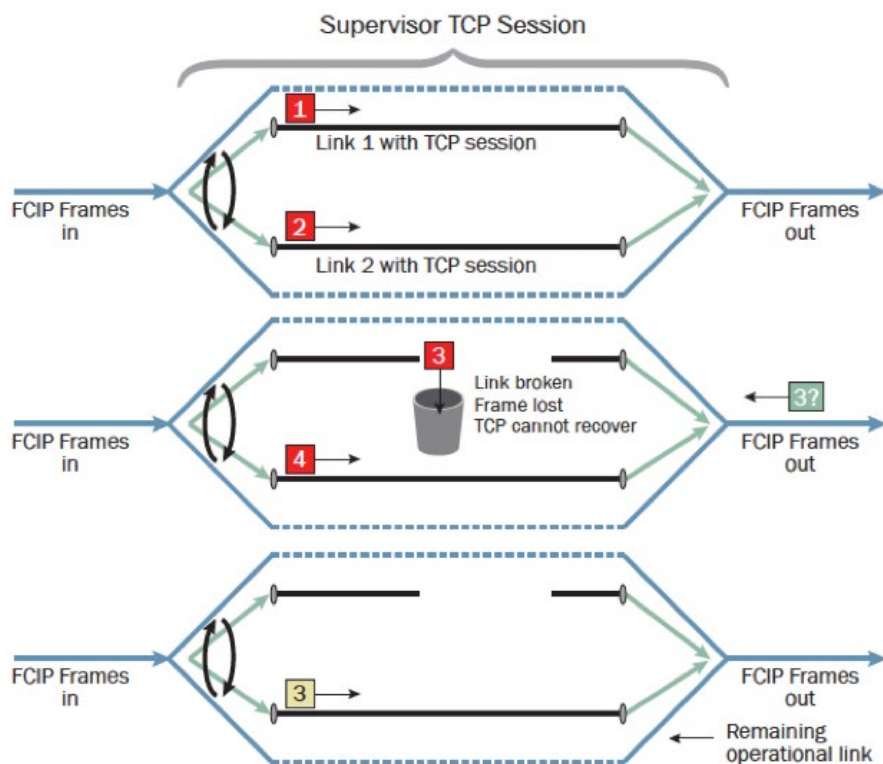 Supervisor TCP Session
1
Link 1 with TCP session
FCIP Frames
in
2
Link 2 with TCP session
FCIP Frames
out
3
Link broken
Frame lost
TCP cannot recover
3?
FCIP Frames
in
4
FCIP Frames
out
FCIP Frames
in
3
FCIP Frames
out
Remaining
operational link